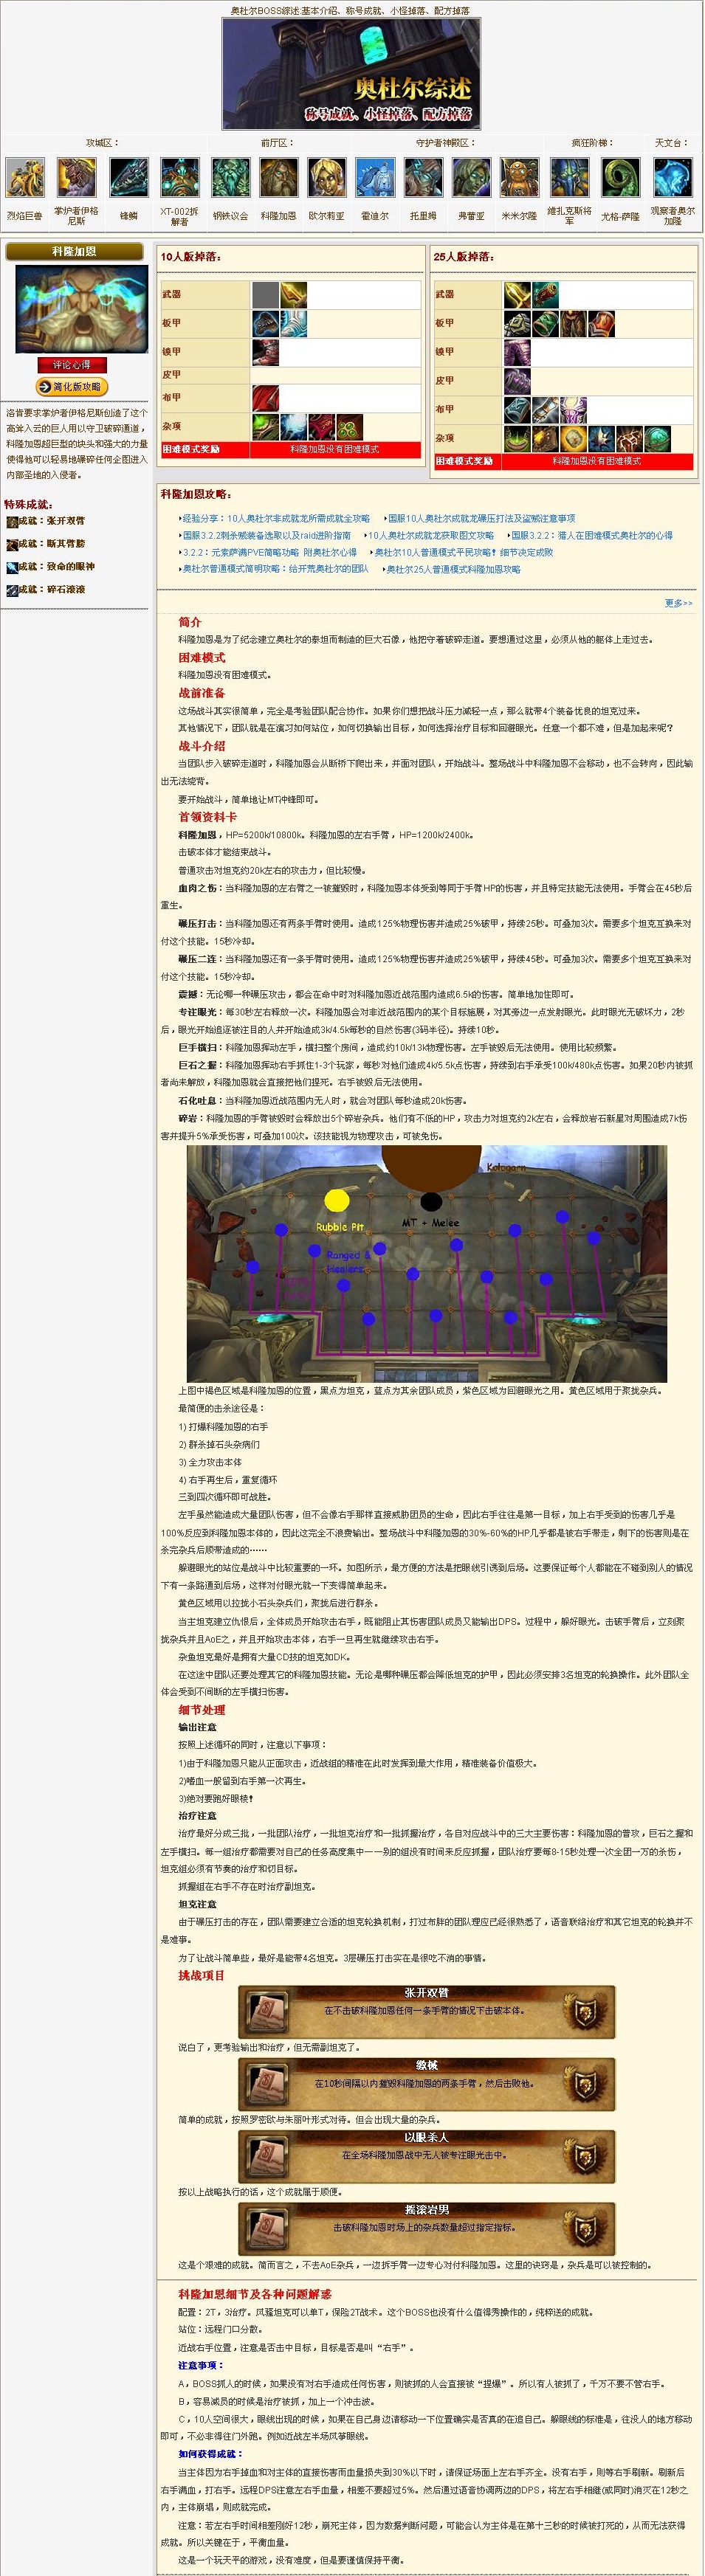 奥杜尔BOSS综述:基本介绍、称号成就、小怪掉落、配方掉落
奥杜尔综述
称号成就、小怪掉落、配方掉落
攻城区：
前厅区：
守护者神殿区：
疯狂阶梯：
天文台：
烈焰巨兽
掌炉者伊格尼斯
锋鳞
XT-002拆解者
钢铁议会
科隆加恩
欧尔莉亚
霍迪尔
托里姆
弗蕾亚
米米尔隆
维扎克斯将军
尤格-萨隆
观察者奥尔加隆
科隆加恩
评论心得
简化版攻略
洛肯要求掌炉者伊格尼斯创造了这个
高耸入云的巨人用以守卫破碎通道，
科隆加恩超巨型的块头和强大的力量
使得他可以轻易地碾碎任何企图进入
内部圣地的入侵者。
特殊成就：
成就：张开双臂
成就：断其臂膀
成就：致命的眼神
成就：碎石滚滚
10人版掉落：
武器
板甲
锁甲
皮甲
布甲
杂项
困难模式奖励 科隆加恩没有困难模式
25人版掉落：
武器
板甲
锁甲
皮甲
布甲
杂项
困难模式奖励 科隆加恩没有困难模式
科隆加恩攻略：
经验分享：10人奥杜尔非成就龙所需成就全攻略 国服10人奥杜尔成就龙碾压打法及盗贼注意事项
国服3.2.2刺杀贼装备选取以及raid进阶指南 10人奥杜尔成就龙获取图文攻略 国服3.2.2：猎人在困难模式奥杜尔的心得
3.2.2：元素萨满PVE简略功略 附奥杜尔心得 奥杜尔10人普通模式平民攻略！细节决定成败
奥杜尔普通模式简明攻略：给开荒奥杜尔的团队 奥杜尔25人普通模式科隆加恩攻略
更多>>
简介
科隆加恩是为了纪念建立奥杜尔的泰坦而制造的巨大石像，他把守着破碎走道。要想通过这里，必须从他的躯体上走过去。
困难模式
科隆加恩没有困难模式。
战前准备
这场战斗其实很简单，完全是考验团队配合协作。如果你们想把战斗压力减轻一点，那么就带4个装备优良的坦克过来。
其他情况下，团队就是在演习如何站位，如何切换输出目标，如何选择治疗目标和回避眼光。任意一个都不难，但是加起来呢？
战斗介绍
当团队步入破碎走道时，科隆加恩会从断桥下爬出来，并面对团队，开始战斗。整场战斗中科隆加恩不会移动，也不会转向，因此输
出无法绕背。
要开始战斗，简单地让MT冲锋即可。
首领资料卡
科隆加恩，HP=5200k/10800k。科隆加恩的左右手臂，HP=1200k/2400k。
击破本体才能结束战斗。
普通攻击对坦克约20k左右的攻击力，但比较慢。
血肉之伤：当科隆加恩的左右臂之一被摧毁时，科隆加恩本体受到等同于手臂HP的伤害，并且特定技能无法使用。手臂会在45秒后
重生。
碾压打击：当科隆加恩还有两条手臂时使用。造成125%物理伤害并造成25%破甲，持续25秒。可叠加3次。需要多个坦克互换来对
付这个技能。15秒冷却。
碾压二连：当科隆加恩还有一条手臂时使用。造成125%物理伤害并造成25%破甲，持续45秒。可叠加3次。需要多个坦克互换来对
付这个技能。15秒冷却。
震撼：无论哪一种碾压攻击，都会在命中时对科隆加恩近战范围内造成6.5k的伤害。简单地加住即可。
专注眼光：每30秒左右释放一次。科隆加恩会对非近战范围内的某个目标施展，对其旁边一点发射眼光。此时眼光无破坏力，2秒
后，眼光开始追逐被注目的人并开始造成3k/4.5k每秒的自然伤害(3码半径)。持续10秒。
巨手横扫：科隆加恩挥动左手，横扫整个房间，造成约10k/13k物理伤害。左手被毁后无法使用。使用比较频繁。
巨石之握：科隆加恩挥动右手抓住1-3个玩家，每秒对他们造成4k/5.5k点伤害，持续到右手承受100k/480k点伤害。如果20秒内被抓
者尚未解放，科隆加恩就会直接把他们捏死。右手被毁后无法使用。
石化吐息：当科隆加恩近战范围内无人时，就会对团队每秒造成20k伤害。
碎岩：科隆加恩的手臂被毁时会释放出5个碎岩杂兵。他们有不低的HP，攻击力对坦克约2k左右，会释放岩石新星对周围造成7k伤
害并提升5%承受伤害，可叠加100次。该技能视为物理攻击，可被免伤。
Kologarn
Rubble Pit
MT + Melee
Ranged &
Healers
上图中褐色区域是科隆加恩的位置，黑点为坦克，蓝点为其余团队成员，紫色区域为回避眼光之用。黄色区域用于聚拢杂兵。
最简便的击杀途径是：
1) 打爆科隆加恩的右手
2) 群杀掉石头杂病们
3) 全力攻击本体
4) 右手再生后，重复循环
三到四次循环即可战胜。
左手虽然能造成大量团队伤害，但不会像右手那样直接威胁团员的生命，因此右手往往是第一目标，加上右手受到的伤害几乎是
100%反应到科隆加恩本体的，因此这完全不浪费输出。整场战斗中科隆加恩的30%-60%的HP几乎都是被右手带走，剩下的伤害则是在
杀完杂兵后顺带造成的……
躲避眼光的站位是战斗中比较重要的一环。如图所示，最方便的方法是把眼线引诱到后场。这要保证每个人都能在不碰到别人的情况
下有一条路通到后场，这样对付眼光就一下变得简单起来。
黄色区域用以拉拢小石头杂兵们，聚拢后进行群杀。
当主坦克建立仇恨后，全体成员开始攻击右手，既能阻止其伤害团队成员又能输出DPS。过程中，躲好眼光。击破手臂后，立刻聚
拢杂兵并且AoE之，并且开始攻击本体，右手一旦再生就继续攻击右手。
杂鱼坦克最好是拥有大量CD技的坦克如DK。
在这途中团队还要处理其它的科隆加恩技能。无论是哪种碾压都会降低坦克的护甲，因此必须安排3名坦克的轮换操作。此外团队全
体会受到不间断的左手横扫伤害。
细节处理
输出注意
按照上述循环的同时，注意以下事项：
1)由于科隆加恩只能从正面攻击，近战组的精准在此时发挥到最大作用，精准装备价值极大。
2)嗜血一般留到右手第一次再生。
3)绝对要跑好眼棱！
治疗注意
治疗最好分成三批，一批团队治疗，一批坦克治疗和一批抓握治疗，各自对应战斗中的三大主要伤害：科隆加恩的普攻，巨石之握和
左手横扫。每一组治疗都需要对自己的任务高度集中——别的组没有时间来反应抓握，团队治疗要每8-15秒处理一次全团一万的杀伤，
坦克组必须有节奏的治疗和切目标。
抓握组在右手不存在时治疗副坦克。
坦克注意
由于碾压打击的存在，团队需要建立合适的坦克轮换机制，打过布胖的团队理应已经很熟悉了，语音联络治疗和其它坦克的轮换并不
是难事。
为了让战斗简单些，最好是能带4名坦克。3层碾压打击实在是很吃不消的事情。
挑战项目
张开双臂
在不击破科隆加恩任何一条手臂的情况下击破本体。
说白了，更考验输出和治疗，但无需副坦克了。
缴械
在10秒间隔以内摧毁科隆加恩的两条手臂，然后击败他。
简单的成就，按照罗密欧与朱丽叶形式对待。但会出现大量的杂兵。
以眼杀人
在全场科隆加恩战中无人被专注眼光击中。
按以上战略执行的话，这个成就属于顺便。
摇滚岩男
击破科隆加恩时场上的杂兵数量超过指定指标。
这是个艰难的成就。简而言之，不去AoE杂兵，一边拆手臂一边专心对付科隆加恩。这里的诀窍是，杂兵是可以被控制的。
科隆加恩细节及各种问题解惑
配置：2T，3治疗。风骚坦克可以单T，保险2T战术。这个BOSS也没有什么值得秀操作的，纯粹送的成就。
站位：远程门口分散。
近战右手位置，注意是否击中目标，目标是否是叫“右手”。
注意事项：
A，BOSS抓人的时候，如果没有对右手造成任何伤害，则被抓的人会直接被“捏爆”。所以有人被抓了，千万不要不管右手。
B，容易减员的时候是治疗被抓，加上一个冲击波。
C，10人空间很大，眼线出现的时候，如果在自己身边请移动一下位置确实是否真的在追自己。躲眼线的标准是，往没人的地方移动
即可，不必非得往门外跑。例如近战左半场风筝眼线。
如何获得成就：
当主体因为右手掉血和对主体的直接伤害而血量损失到30%以下时，请保证场面上左右手齐全。没有右手，则等右手刷新。刷新后
右手满血，打右手。远程DPS注意左右手血量，相差不要超过5%。然后通过语音协调两边的DPS，将左右手相继(或同时)消灭在12秒之
内，主体崩塌，则成就完成。
注意：若左右手时间相差刚好12秒，崩死主体，因为数据判断问题，可能会认为主体是在第十三秒的时候被打死的，从而无法获得
成就。所以关键在于，平衡血量。
这是一个玩天平的游戏，没有难度，但是要谨慎保持平衡。